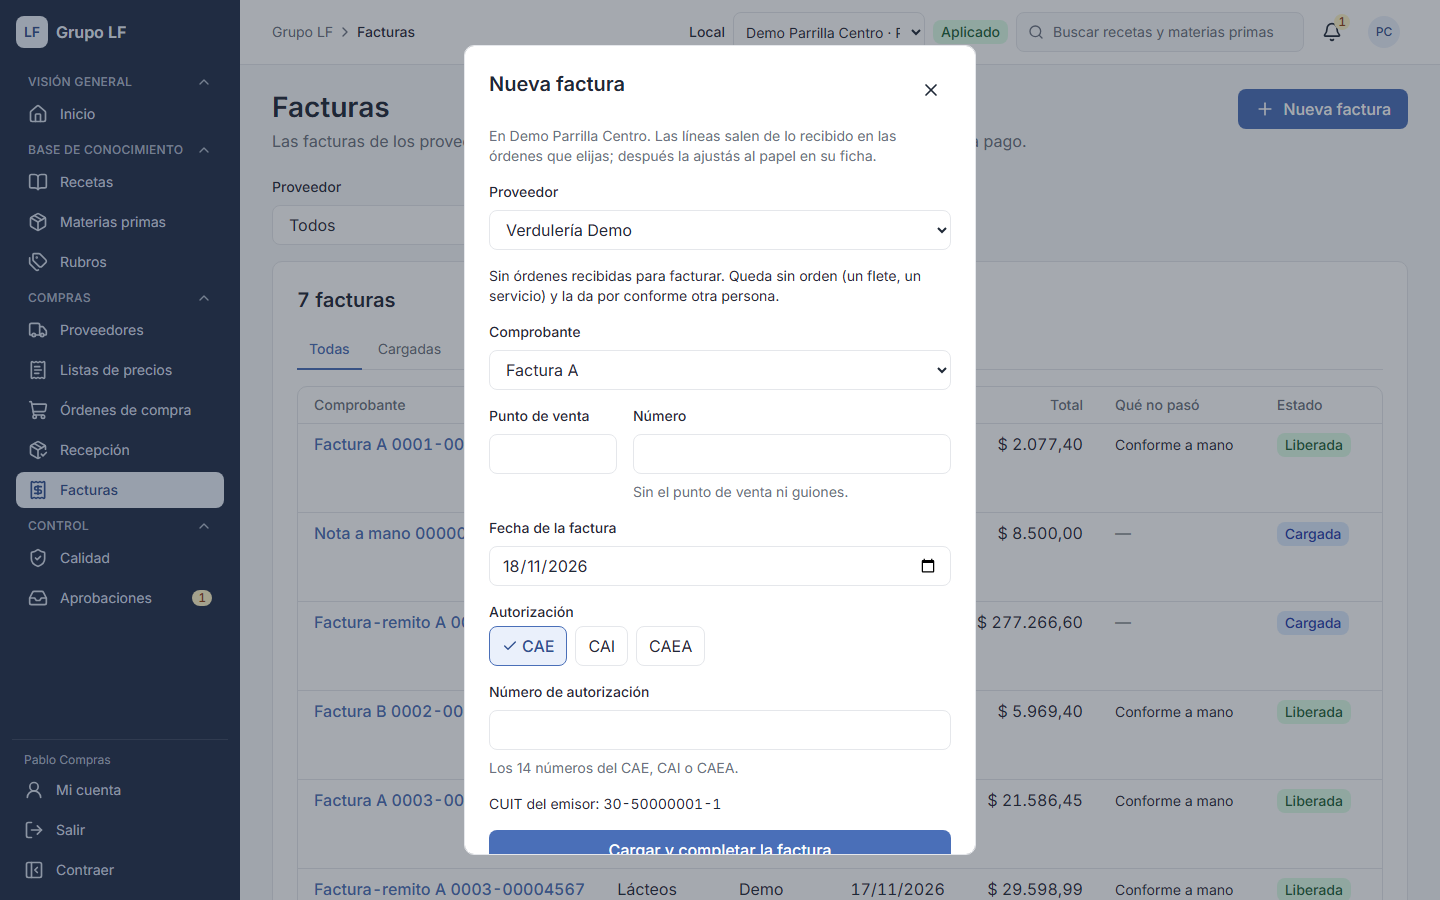 LF Grupo LF
VISIÓN GENERAL
Inicio
BASE DE CONOCIMIENTO
Recetas
Materias primas
Rubros
COMPRAS
Proveedores
Listas de precios
Órdenes de compra
Recepción
Facturas
CONTROL
Calidad
Aprobaciones 1
Pablo Compras
Mi cuenta
Salir
Contraer
Grupo LF > Facturas
Local Demo Parrilla Centro ·
Aplicado
Buscar recetas y materias primas
1
PC
Facturas
Las facturas de los pago.
Nueva factura
Proveedor
Todos
7 facturas
Todas Cargadas
Comprobante Total Qué no pasó Estado
Factura A 0001-00 $ 2.077,40 Conforme a mano Liberada
Nota a mano 0000 $ 8.500,00 — Cargada
Factura-remito A $ 277.266,60 — Cargada
Factura B 0002-00 $ 5.969,40 Conforme a mano Liberada
Factura A 0003-00 $ 21.586,45 Conforme a mano Liberada
Factura-remito A 0003-00004567 Lácteos Demo 17/11/2026 $ 29.598,99 Conforme a mano Liberada
Nueva factura
En Demo Parrilla Centro. Las líneas salen de lo recibido en las
órdenes que elijas; después la ajustás al papel en su ficha.
Proveedor
Verdulería Demo
Sin órdenes recibidas para facturar. Queda sin orden (un flete, un
servicio) y la da por conforme otra persona.
Comprobante
Factura A
Punto de venta Número
Sin el punto de venta ni guiones.
Fecha de la factura
18/11/2026
Autorización
CAE CAI CAEA
Número de autorización
Los 14 números del CAE, CAI o CAEA.
CUIT del emisor: 30-50000001-1
Cargar y completar la factura